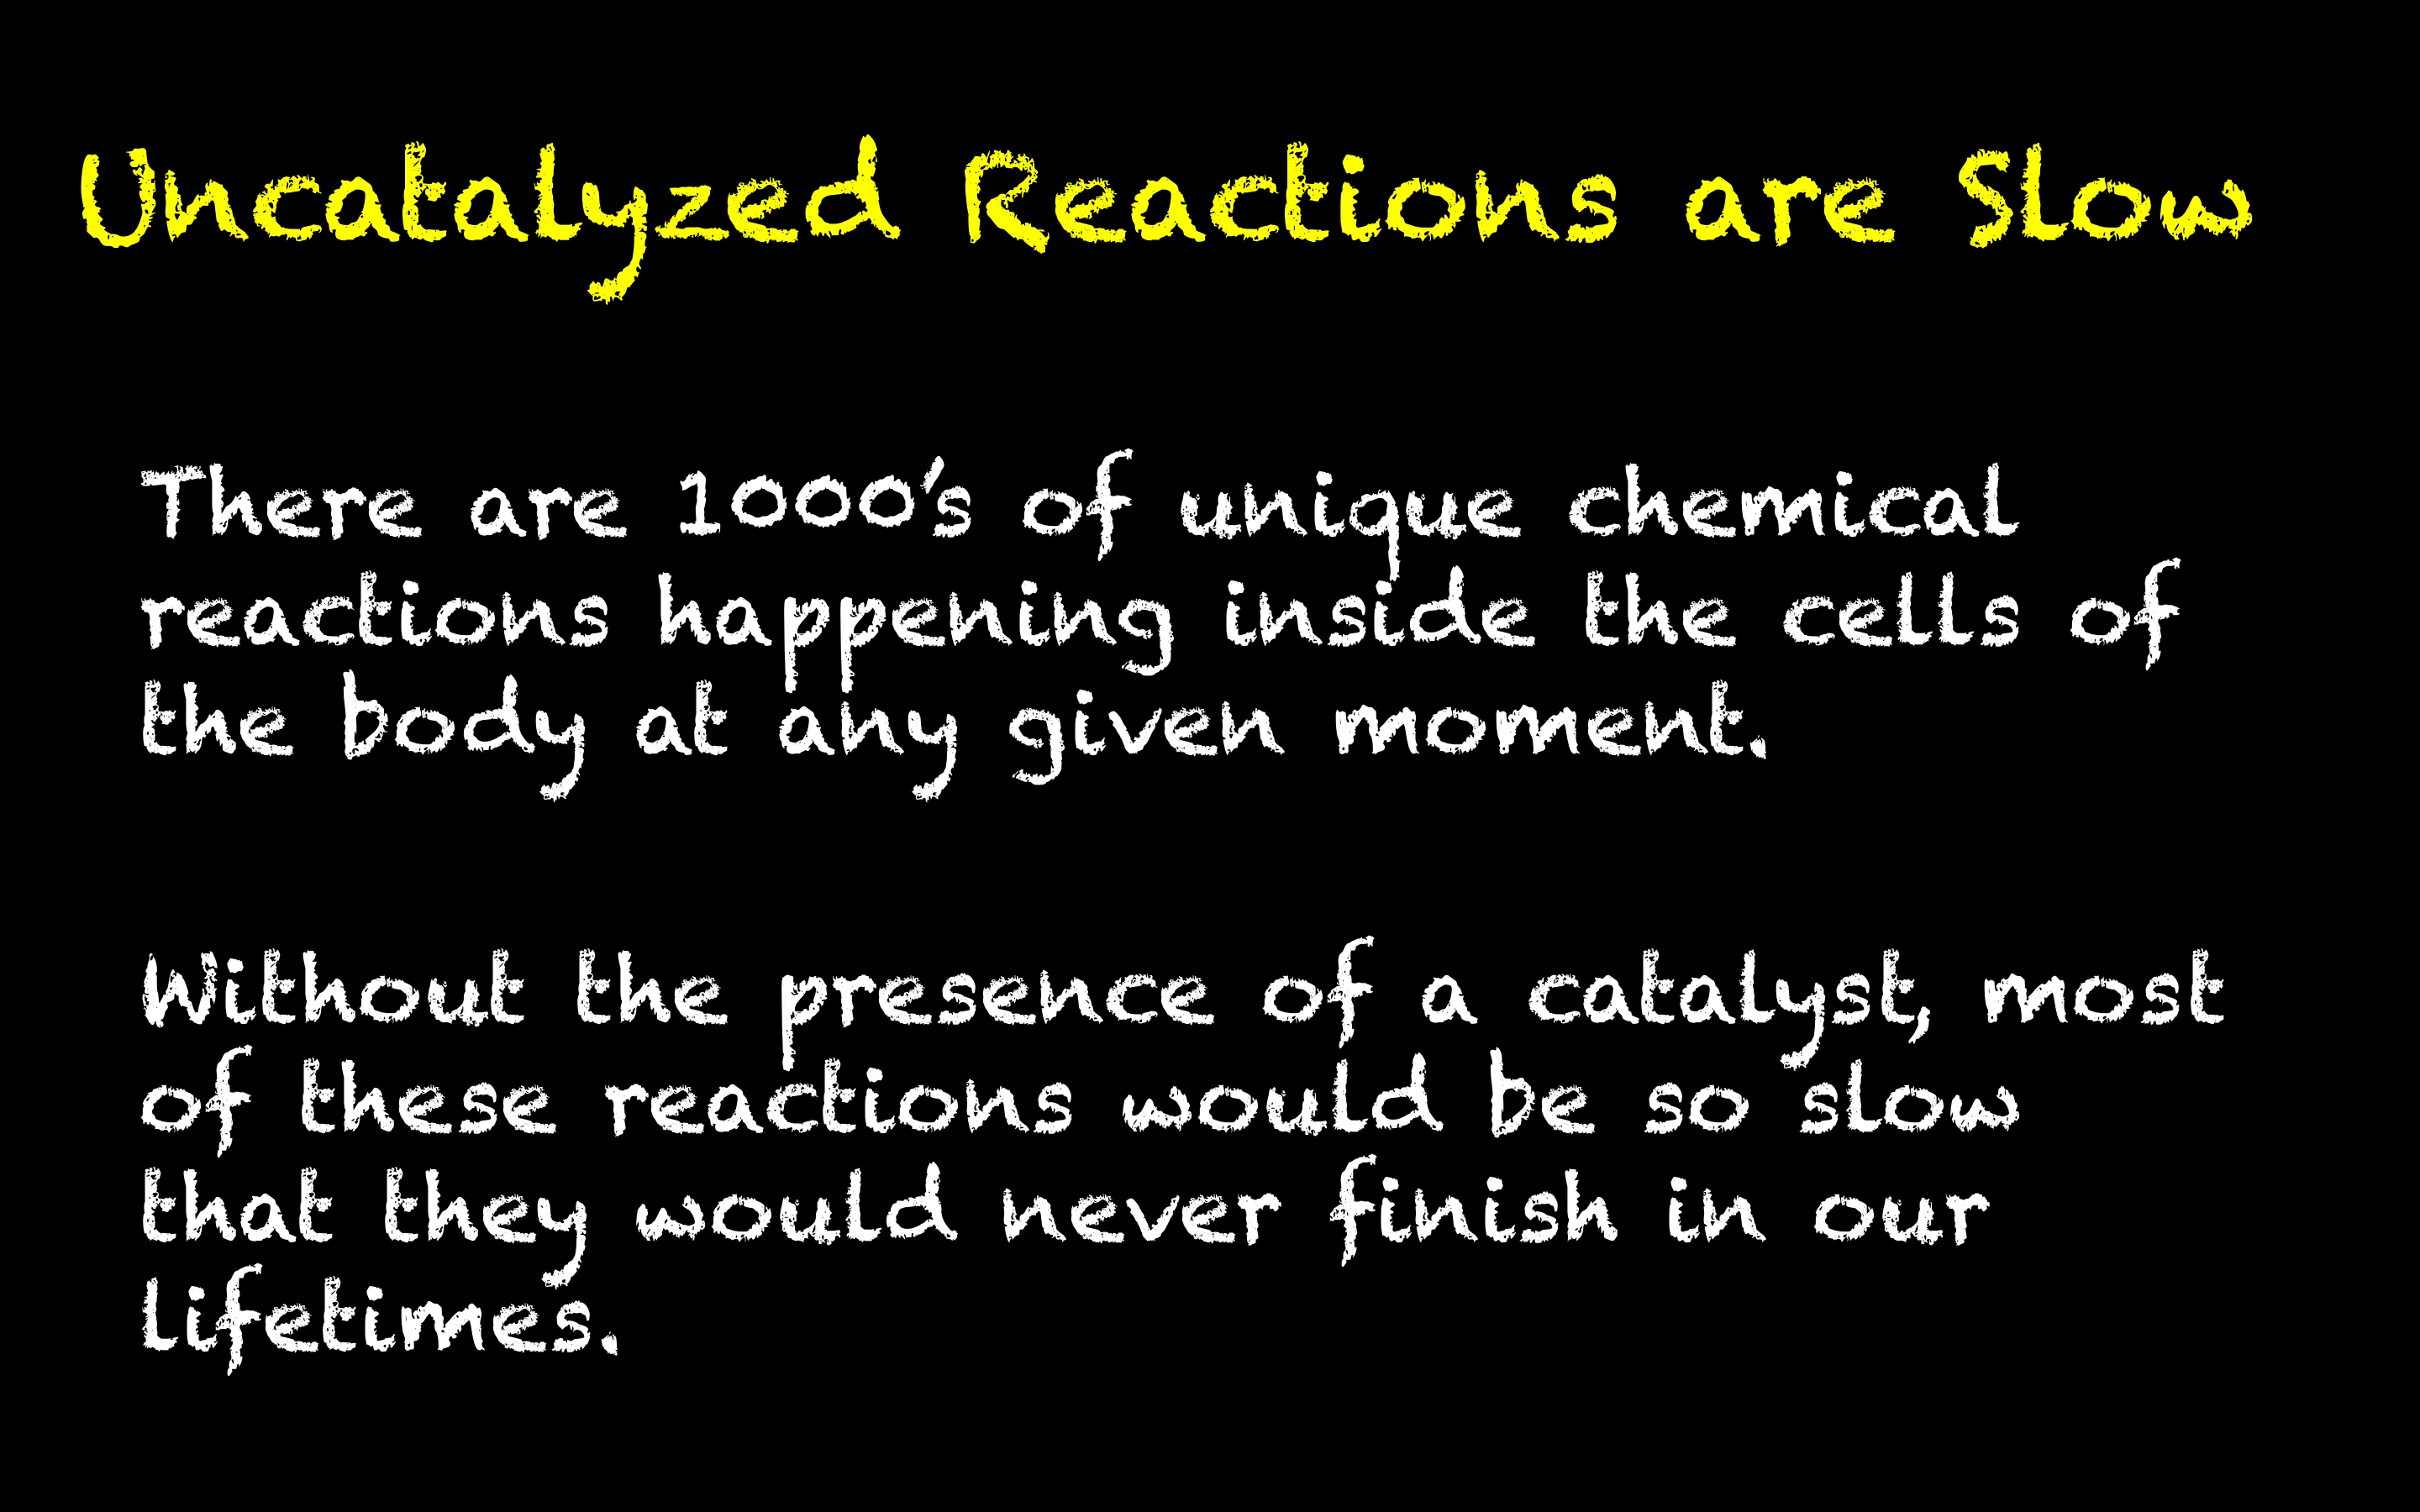 Uncatalyzed Reactions are Slow
There are 1000's of unique chemical
reactions happening inside the cells of
the body at any given moment.
Without the presence of a catalyst, most
of these reactions would be so slow
that they would never finish in our
lifetimes.